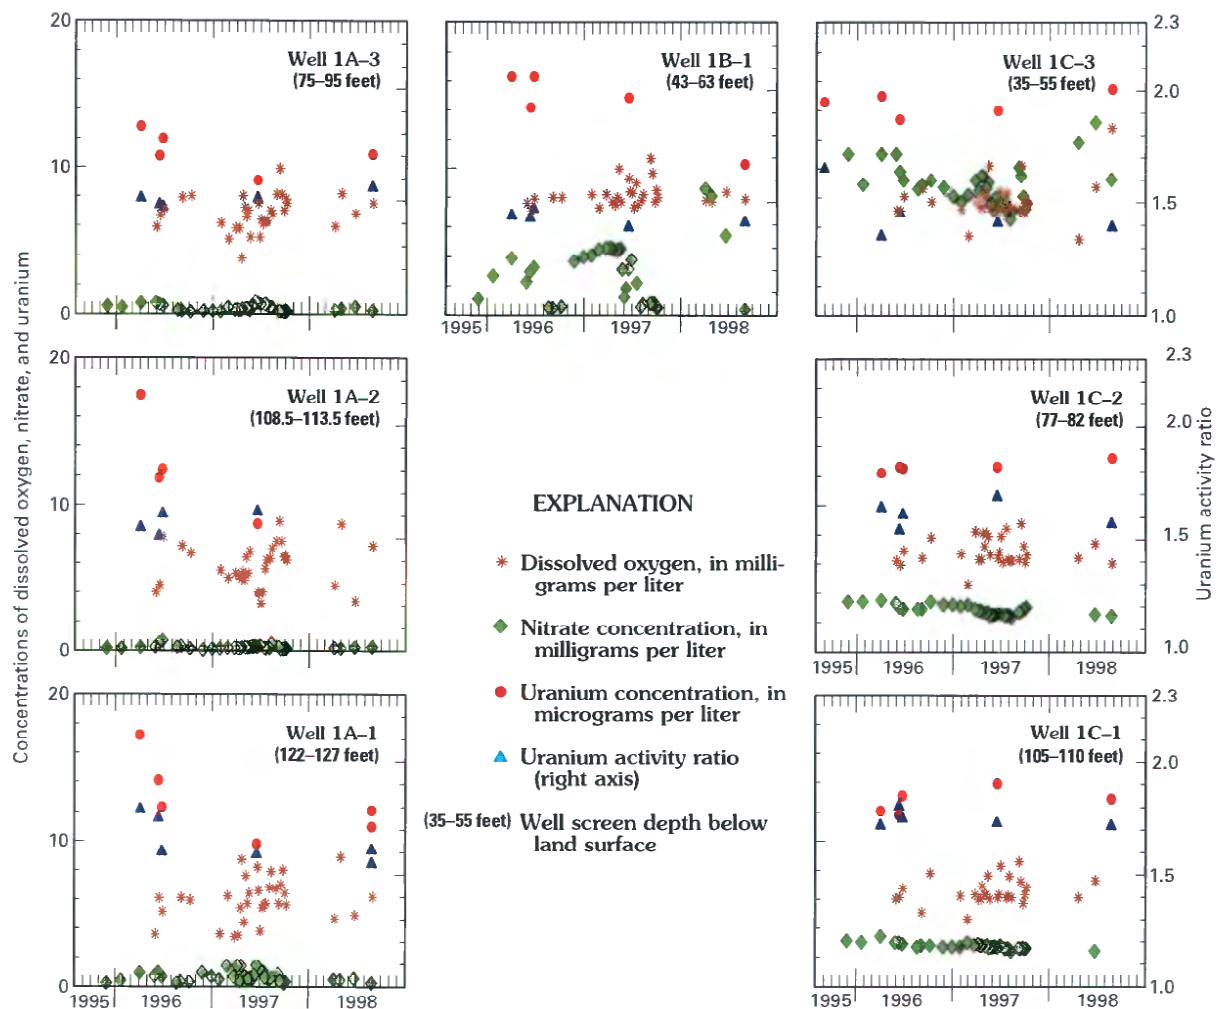 20
10
0
Well 1A–3
(75–95 feet)
Well 1B–1
(43–63 feet)
1995 1996 1997 1998
Well 1C–3
(35–55 feet)
2.3
2.0
1.5
1.0
20
10
0
Well 1A–2
(108.5–113.5 feet)
Well 1C–2
(77–82 feet)
2.3
2.0
1.5
1.0
1995 1996 1997 1998
Concentrations of dissolved oxygen, nitrate, and uranium
Uranium activity ratio
EXPLANATION
Dissolved oxygen, in milli-
grams per liter
Nitrate concentration, in
milligrams per liter
Uranium concentration, in
micrograms per liter
Uranium activity ratio
(right axis)
(35–55 feet) Well screen depth below
land surface
20
10
0
Well 1A–1
(122–127 feet)
1995 1996 1997 1998
Well 1C–1
(105–110 feet)
2.3
2.0
1.5
1.0
1995 1996 1997 1998